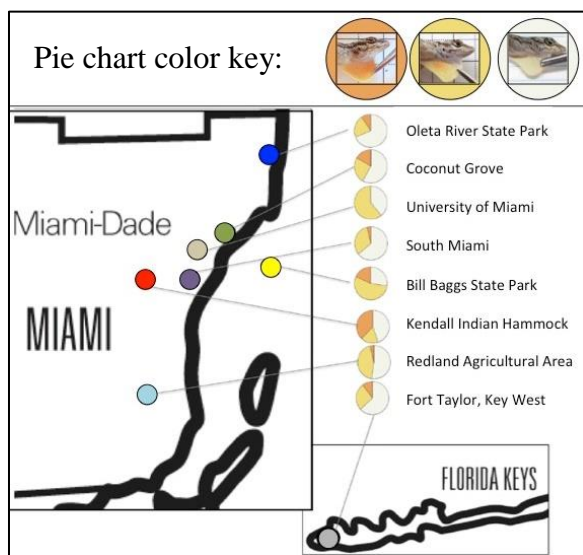 Pie chart color key:
Oleta River State Park
Coconut Grove
Miami-Dade
University of Miami
South Miami
Bill Baggs State Park
MIAMI
Kendall Indian Hammock
Redland Agricultural Area
Fort Taylor, Key West
FLORIDA KEYS